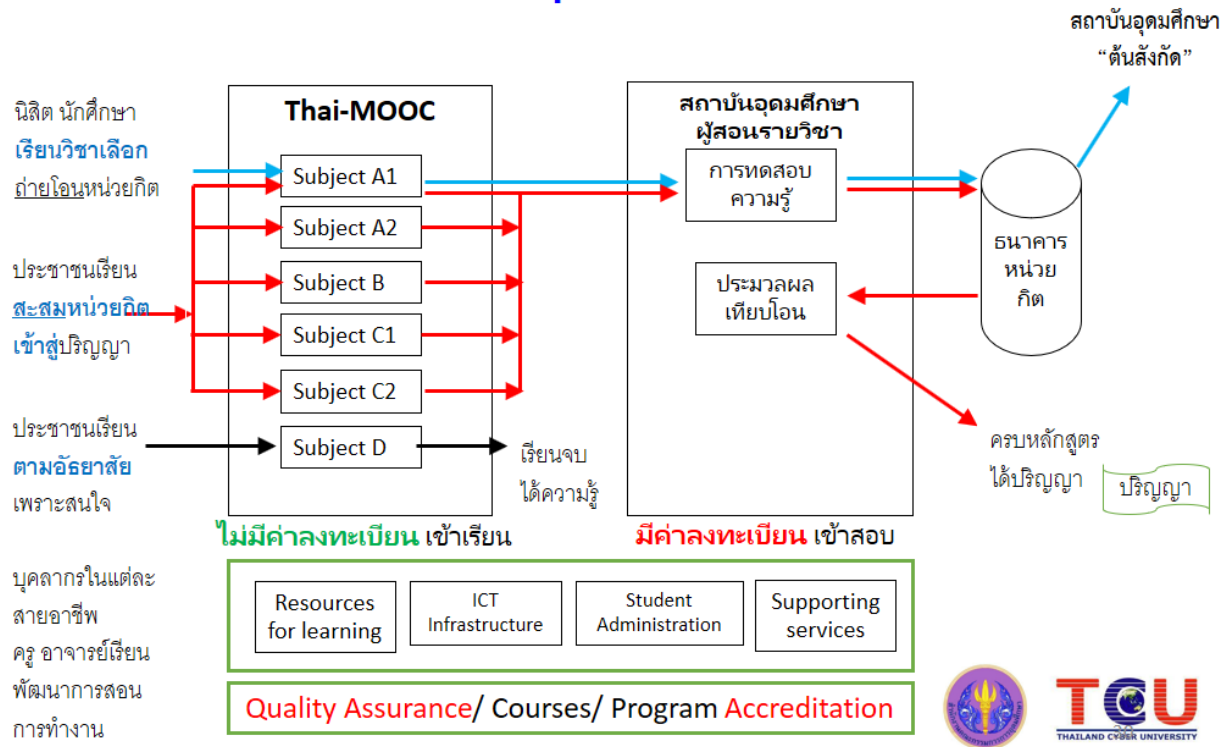 สถาบันอุดมศึกษา
“ต้นสังกัด”
นิสิต นักศึกษา
เรียนวิชาเลือก
ถ่ายโอนหน่วยกิต
ประชาชนเรียน
สะสมหน่วยกิต
เข้าสู่ปริญญา
ประชาชนเรียน
ตามอัธยาศัย
เพราะสนใจ
บุคลากรในแต่ละ
สายอาชีพ
ครู อาจารย์เรียน
พัฒนาการสอน
การทำงาน
Thai-MOOC
Subject A1
Subject A2
Subject B
Subject C1
Subject C2
Subject D
เรียนจบ
ได้ความรู้
ไม่มีค่าลงทะเบียน เข้าเรียน
สถาบันอุดมศึกษา
ผู้สอนรายวิชา
การทดสอบ
ความรู้
ประมวลผล
เทียบโอน
มีค่าลงทะเบียน เข้าสอบ
ธนาคาร
หน่วย
กิต
ครบหลักสูตร
ได้ปริญญา
ปริญญา
Resources
for learning
ICT
Infrastructure
Student
Administration
Supporting
services
Quality Assurance/ Courses/ Program Accreditation
TCU
THAILAND CYBER UNIVERSITY